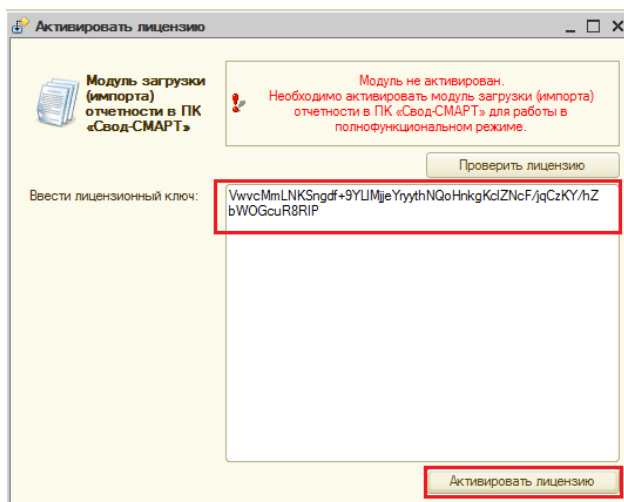 Активировать лицензию
Модуль загрузки
(импорта)
отчетности в ПК
«Свод-СМАРТ»
Модуль не активирован.
Необходимо активировать модуль загрузки (импорта)
отчетности в ПК «Свод-СМАРТ» для работы в
полнофункциональном режиме.
Проверить лицензию
Ввести лицензионный ключ:
VwvcMmLNKSngdf+9YLlMjjeYryythNQoHnkgKclZNcF/jqCzKY/hZ
bWOGcuR8RIP
Активировать лицензию